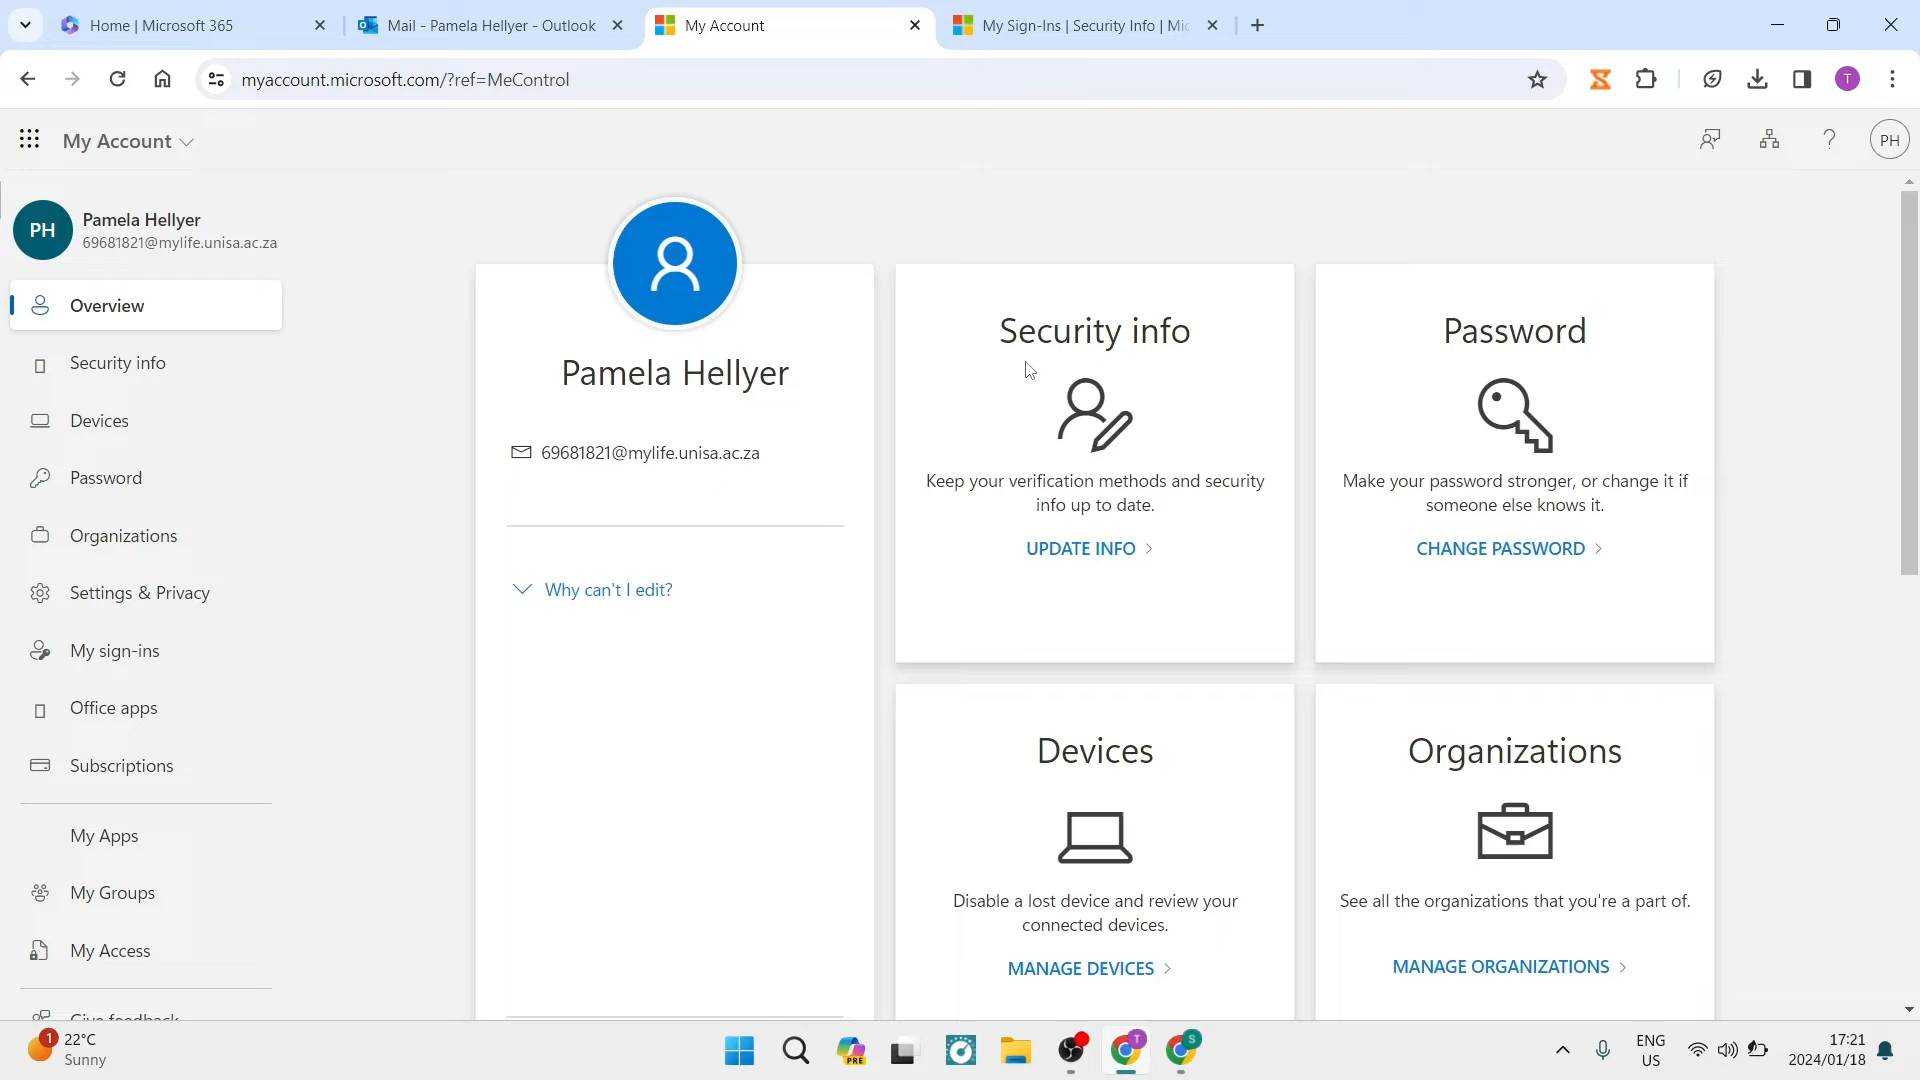 Home | Microsoft 365
Mail - Pamela Hellyer - Outlook
My Account
My Sign-Ins | Security Info | Mic
myaccount.microsoft.com/?ref=MeControl
T
My Account
?
PH
PH
Pamela Hellyer
69681821@mylife.unisa.ac.za
Overview
Security info
Devices
Password
Organizations
Settings & Privacy
My sign-ins
Office apps
Subscriptions
My Apps
My Groups
My Access
Give feedback
Pamela Hellyer
69681821@mylife.unisa.ac.za
Why can't I edit?
Security info
Keep your verification methods and security
info up to date.
UPDATE INFO
Password
Make your password stronger, or change it if
someone else knows it.
CHANGE PASSWORD
Devices
Disable a lost device and review your
connected devices.
MANAGE DEVICES
Organizations
See all the organizations that you're a part of.
MANAGE ORGANIZATIONS
1
22°C
Sunny
PRE
T
S
ENG
US
17:21
2024/01/18